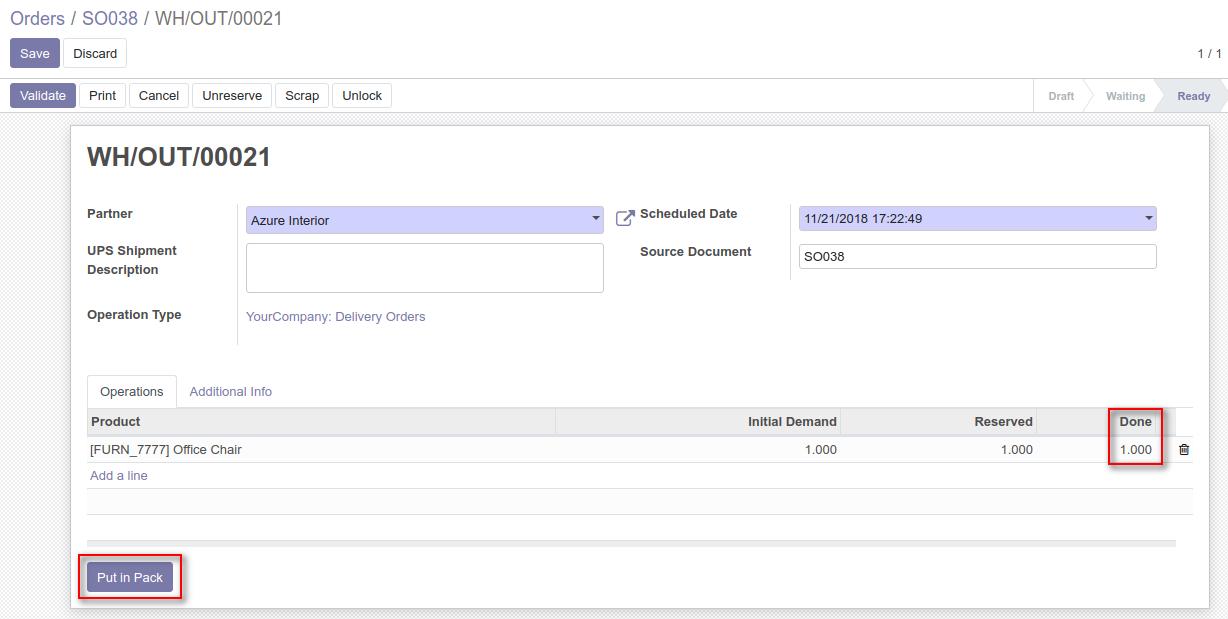 Orders / SO038 / WH/OUT/00021
Save Discard 1 / 1
Validate Print Cancel Unreserve Scrap Unlock Draft Waiting Ready
WH/OUT/00021
Partner Azure Interior Scheduled Date 11/21/2018 17:22:49
UPS Shipment
Description
Source Document SO038
Operation Type YourCompany: Delivery Orders
Operations Additional Info
Product Initial Demand Reserved Done
[FURN_7777] Office Chair 1.000 1.000 1.000
Add a line
Put in Pack